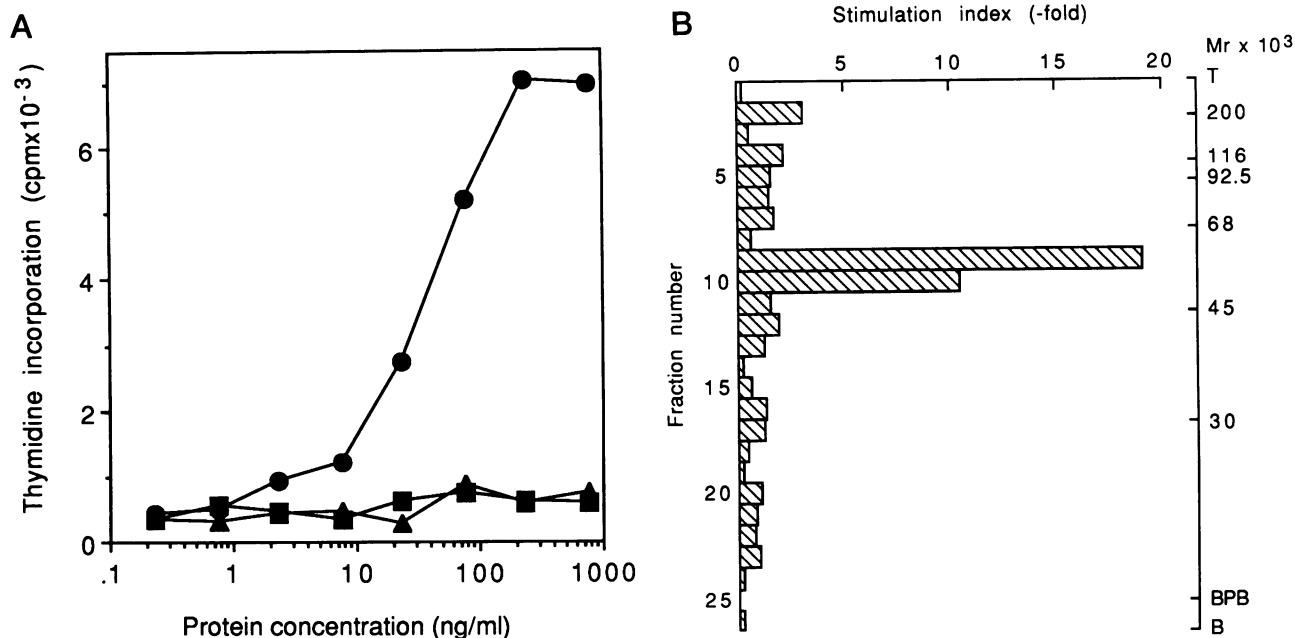 A
Thymidine incorporation (cpmx10-3)
6
4
2
0
.1 1 10 100 1000
Protein concentration (ng/ml)
B
Stimulation index (-fold)
0 5 10 15 20
Fraction number
5
10
15
20
25
Mr x 10³
T
200
116
92.5
68
45
30
BPB
B